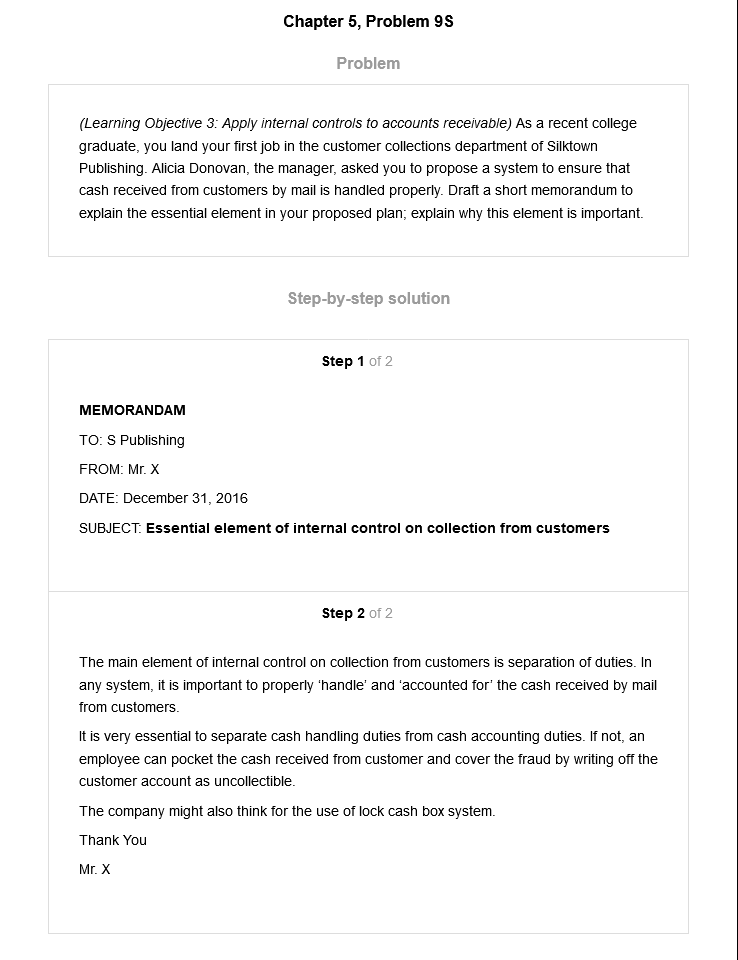 Chapter 5, Problem 9S
Problem
(Learning Objective 3: Apply internal controls to accounts receivable) As a recent college
graduate, you land your first job in the customer collections department of Silktown
Publishing. Alicia Donovan, the manager, asked you to propose a system to ensure that
cash received from customers by mail is handled properly. Draft a short memorandum to
explain the essential element in your proposed plan; explain why this element is important.
Step-by-step solution
Step 1 of 2
MEMORANDAM
TO: S Publishing
FROM: Mr. X
DATE: December 31, 2016
SUBJECT: Essential element of internal control on collection from customers
Step 2 of 2
The main element of internal control on collection from customers is separation of duties. In
any system, it is important to properly ‘handle’ and ‘accounted for’ the cash received by mail
from customers.
It is very essential to separate cash handling duties from cash accounting duties. If not, an
employee can pocket the cash received from customer and cover the fraud by writing off the
customer account as uncollectible.
The company might also think for the use of lock cash box system.
Thank You
Mr. X